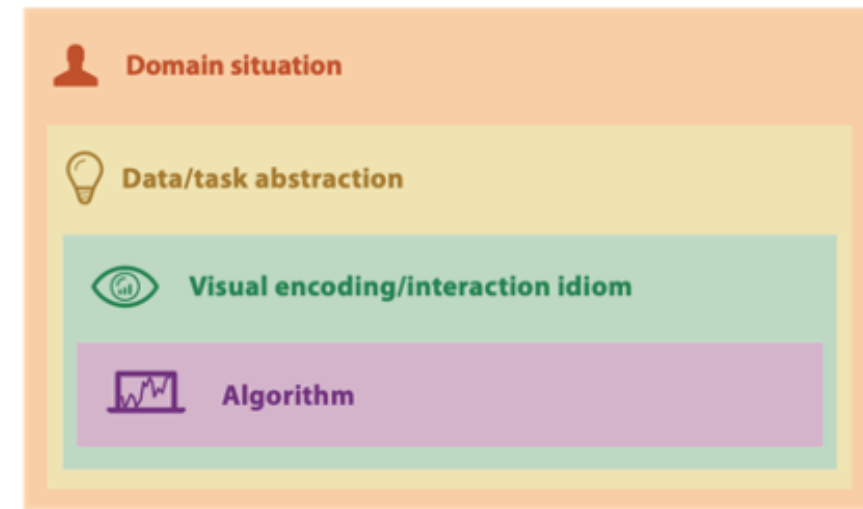 Domain situation
Data/task abstraction
Visual encoding/interaction idiom
Algorithm